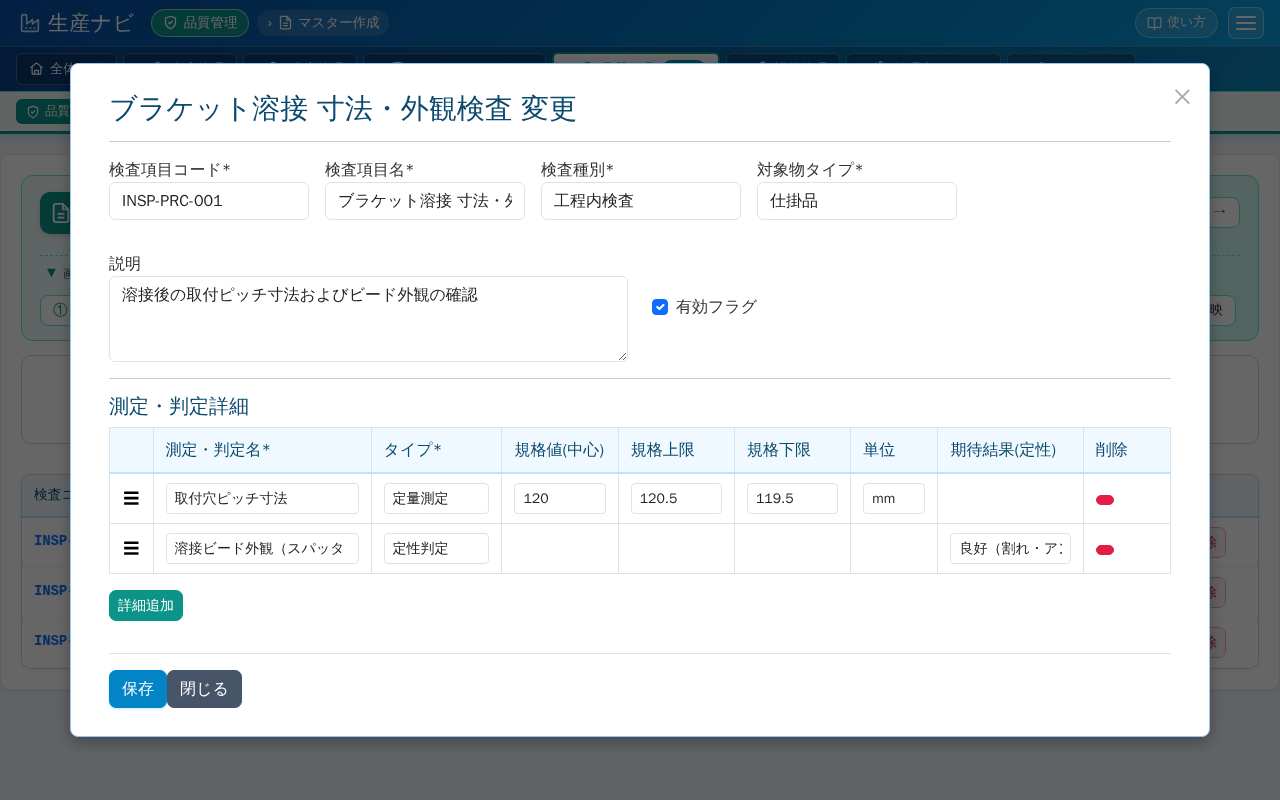 生産ナビ
品質管理
› マスター作成
使い方
ブラケット溶接 寸法・外観検査 変更
検査項目コード*
検査項目名*
検査種別*
対象物タイプ*
INSP-PRC-001
ブラケット溶接 寸法・
工程内検査
仕掛品
説明
溶接後の取付ピッチ寸法およびビード外観の確認
有効フラグ
測定・判定詳細
測定・判定名*
タイプ*
規格値(中心)
規格上限
規格下限
単位
期待結果(定性)
削除
取付穴ピッチ寸法
定量測定
120
120.5
119.5
mm
溶接ビード外観（スパッタ
定性判定
良好（割れ・ア
詳細追加
保存
閉じる